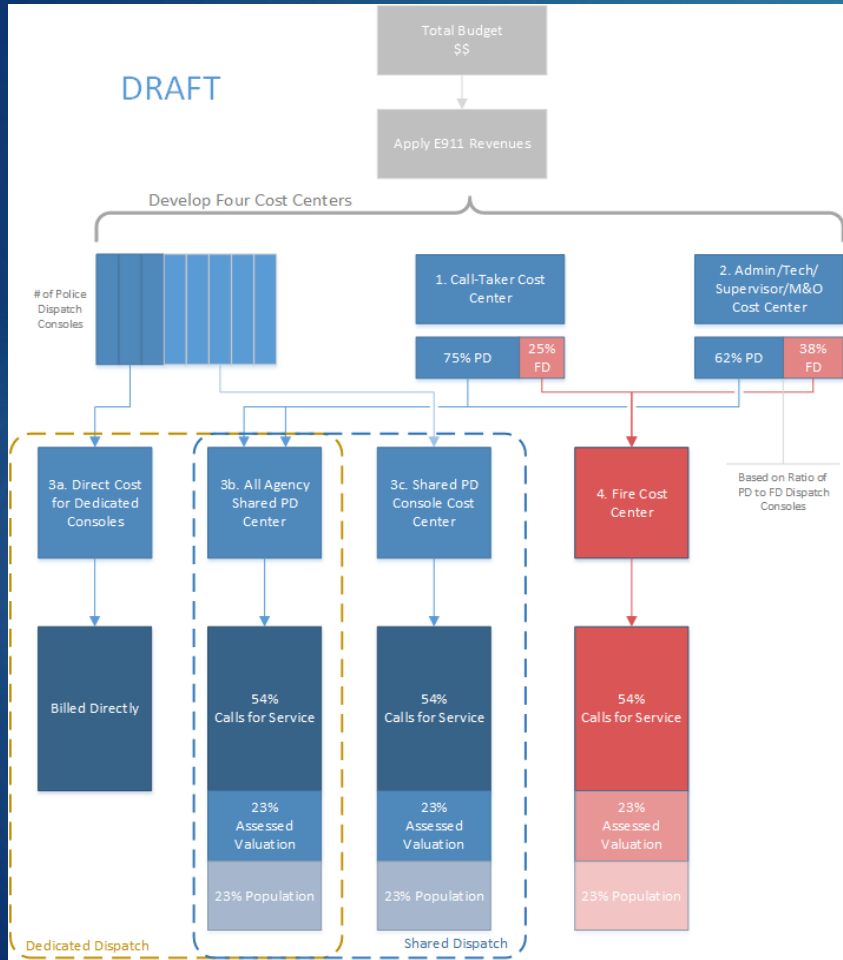 Total Budget
$$
DRAFT
Apply E911 Revenues
Develop Four Cost Centers
# of Police
Dispatch
Consoles
1. Call-Taker Cost
Center
2. Admin/Tech/
Supervisor/M&O
Cost Center
75% PD
25%
FD
62% PD
38%
FD
3a. Direct Cost
for Dedicated
Consoles
3b. All Agency
Shared PD
Center
3c. Shared PD
Console Cost
Center
4. Fire Cost
Center
Based on Ratio of
PD to FD Dispatch
Consoles
Billed Directly
54%
Calls for Service
54%
Calls for Service
54%
Calls for Service
23%
Assessed
Valuation
23%
Assessed
Valuation
23%
Assessed
Valuation
23% Population
23% Population
23% Population
Dedicated Dispatch
Shared Dispatch